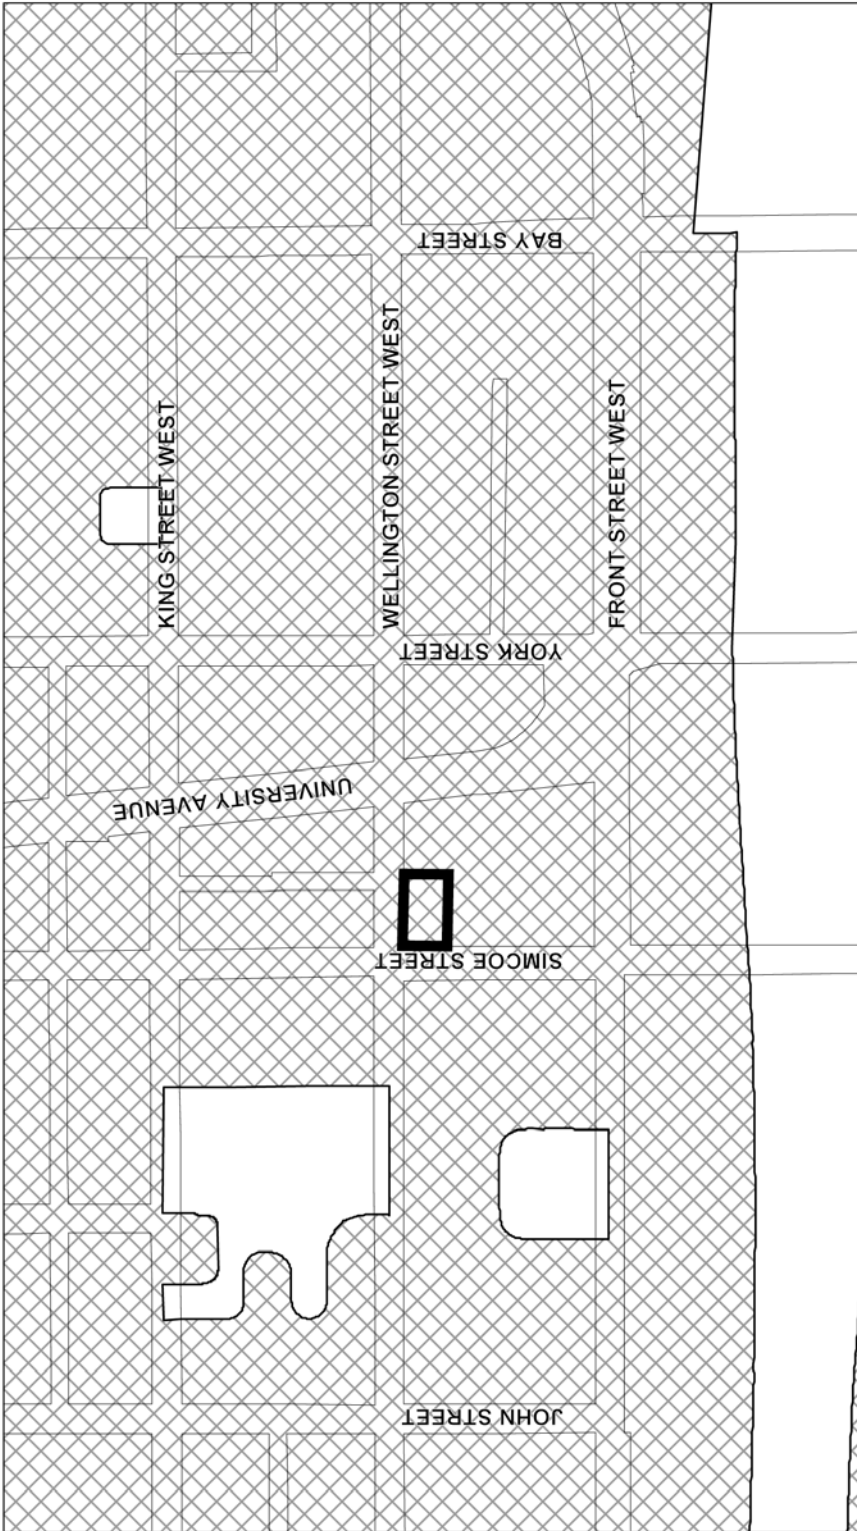 BAY STREET
KING STREET WEST
WELLINGTON STREET WEST
FRONT STREET WEST
YORK STREET
UNIVERSITY AVENUE
SIMCOE STREET
JOHN STREET